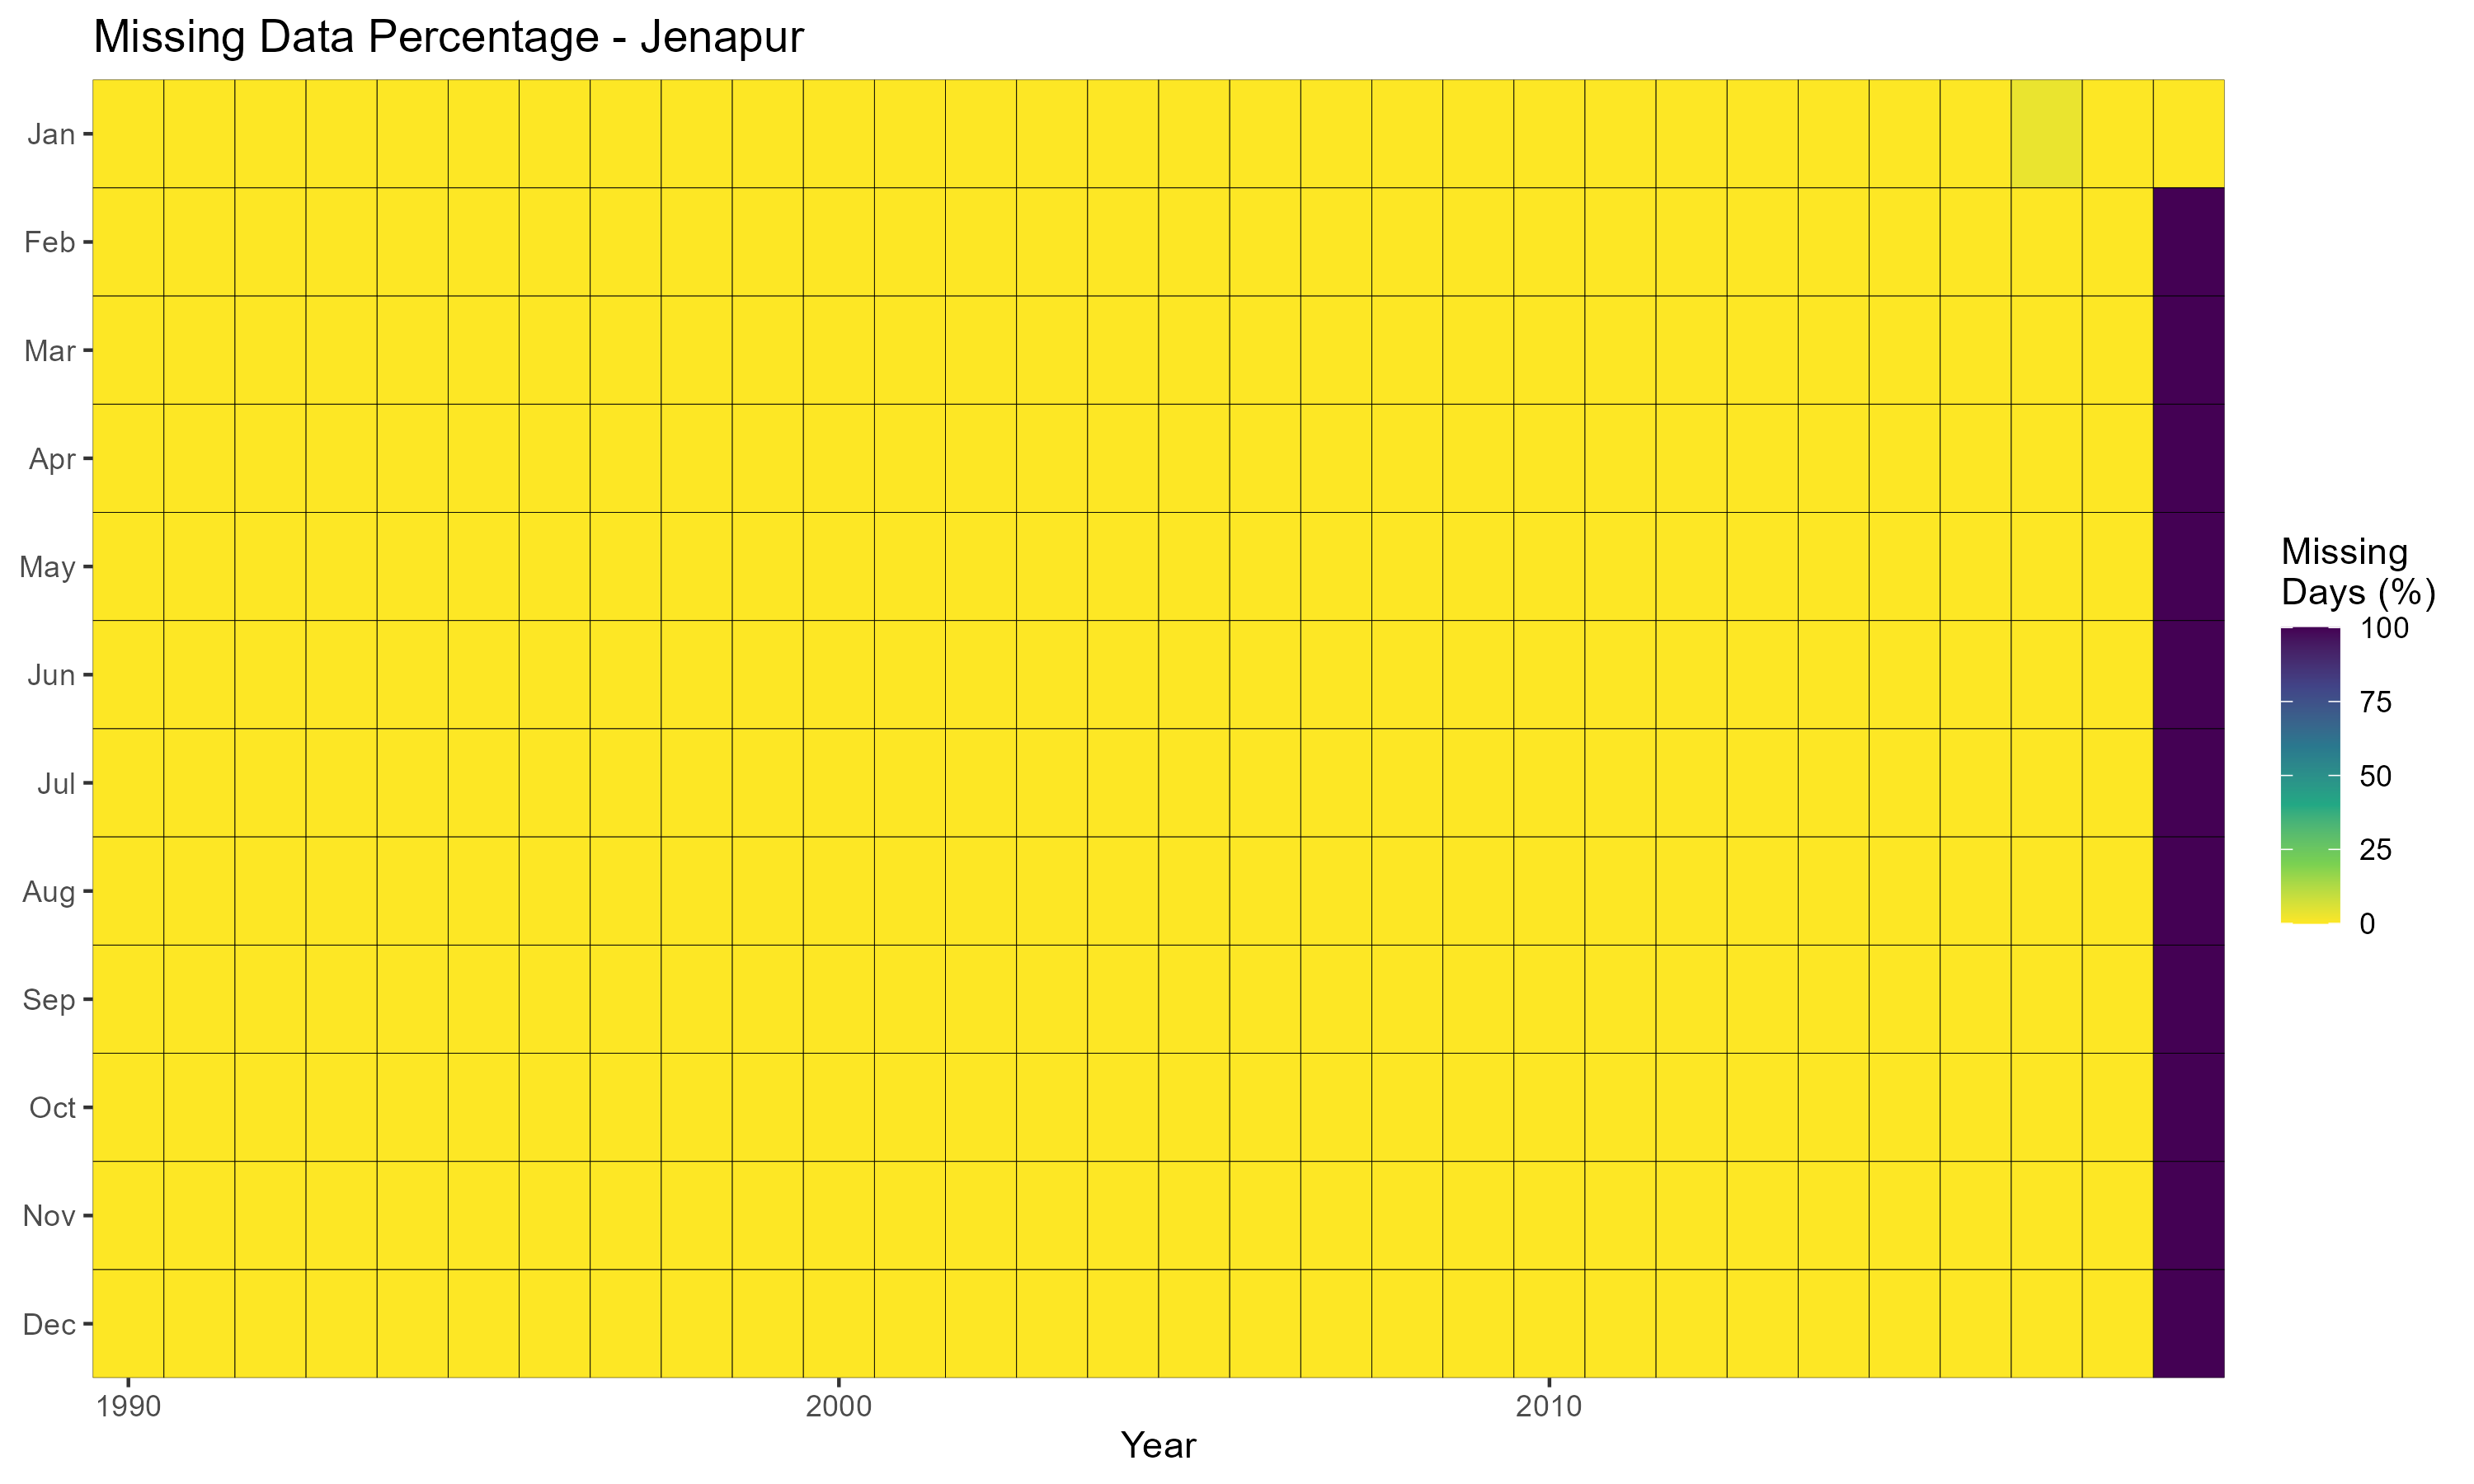 Missing Data Percentage - Jenapur
Jan
Feb
Mar
Apr
May
Jun
Jul
Aug
Sep
Oct
Nov
Dec
1990
2000
2010
Year
Missing
Days (%)
100
75
50
25
0